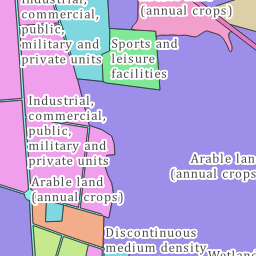 Industrial,
commercial,
public,
military and
private units
(annual crops)
Sports and
leisure
facilities
Industrial,
commercial,
public,
military and
private units
Arable land
(annual crops)
Arable lan
(annual crops
Discontinuous
medium density
Wetland